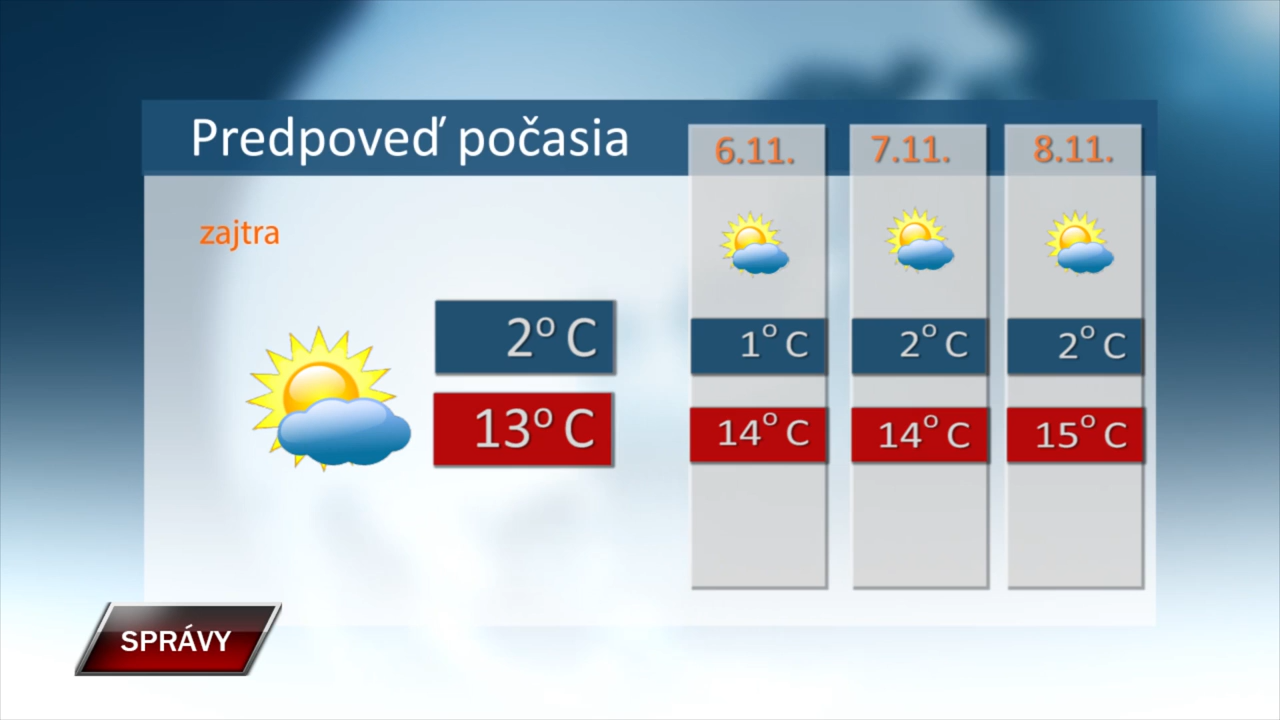 Predpoveď počasia
zajtra
2° C
13° C
6.11.
1° C
14° C
7.11.
2° C
14° C
8.11.
2° C
15° C
SPRÁVY